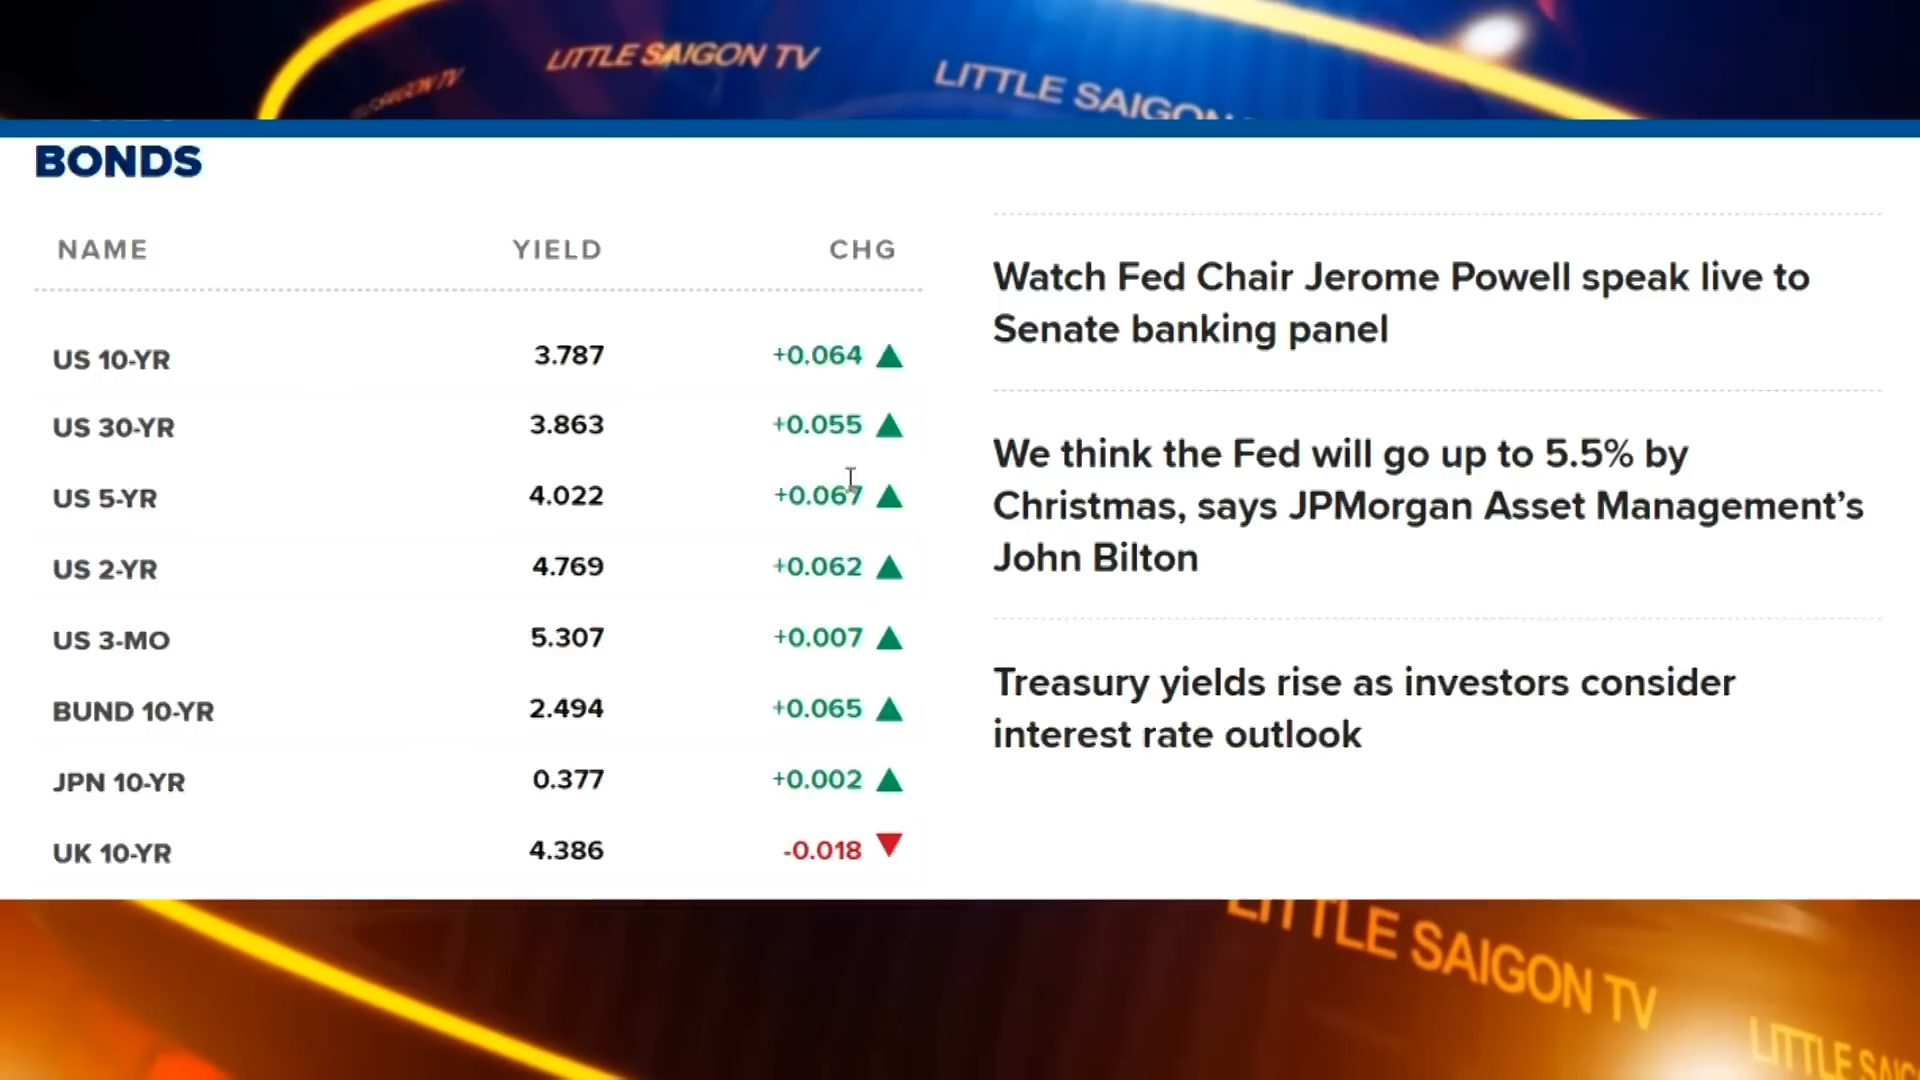 LITTLE SAIGON TV
LITTLE SAIGON
BONDS
NAME YIELD CHG
US 10-YR 3.787 +0.064
US 30-YR 3.863 +0.055
US 5-YR 4.022 +0.067
US 2-YR 4.769 +0.062
US 3-MO 5.307 +0.007
BUND 10-YR 2.494 +0.065
JPN 10-YR 0.377 +0.002
UK 10-YR 4.386 -0.018
Watch Fed Chair Jerome Powell speak live to
Senate banking panel
We think the Fed will go up to 5.5% by
Christmas, says JPMorgan Asset Management’s
John Bilton
Treasury yields rise as investors consider
interest rate outlook
LITTLE SAIGON TV
LITTLE